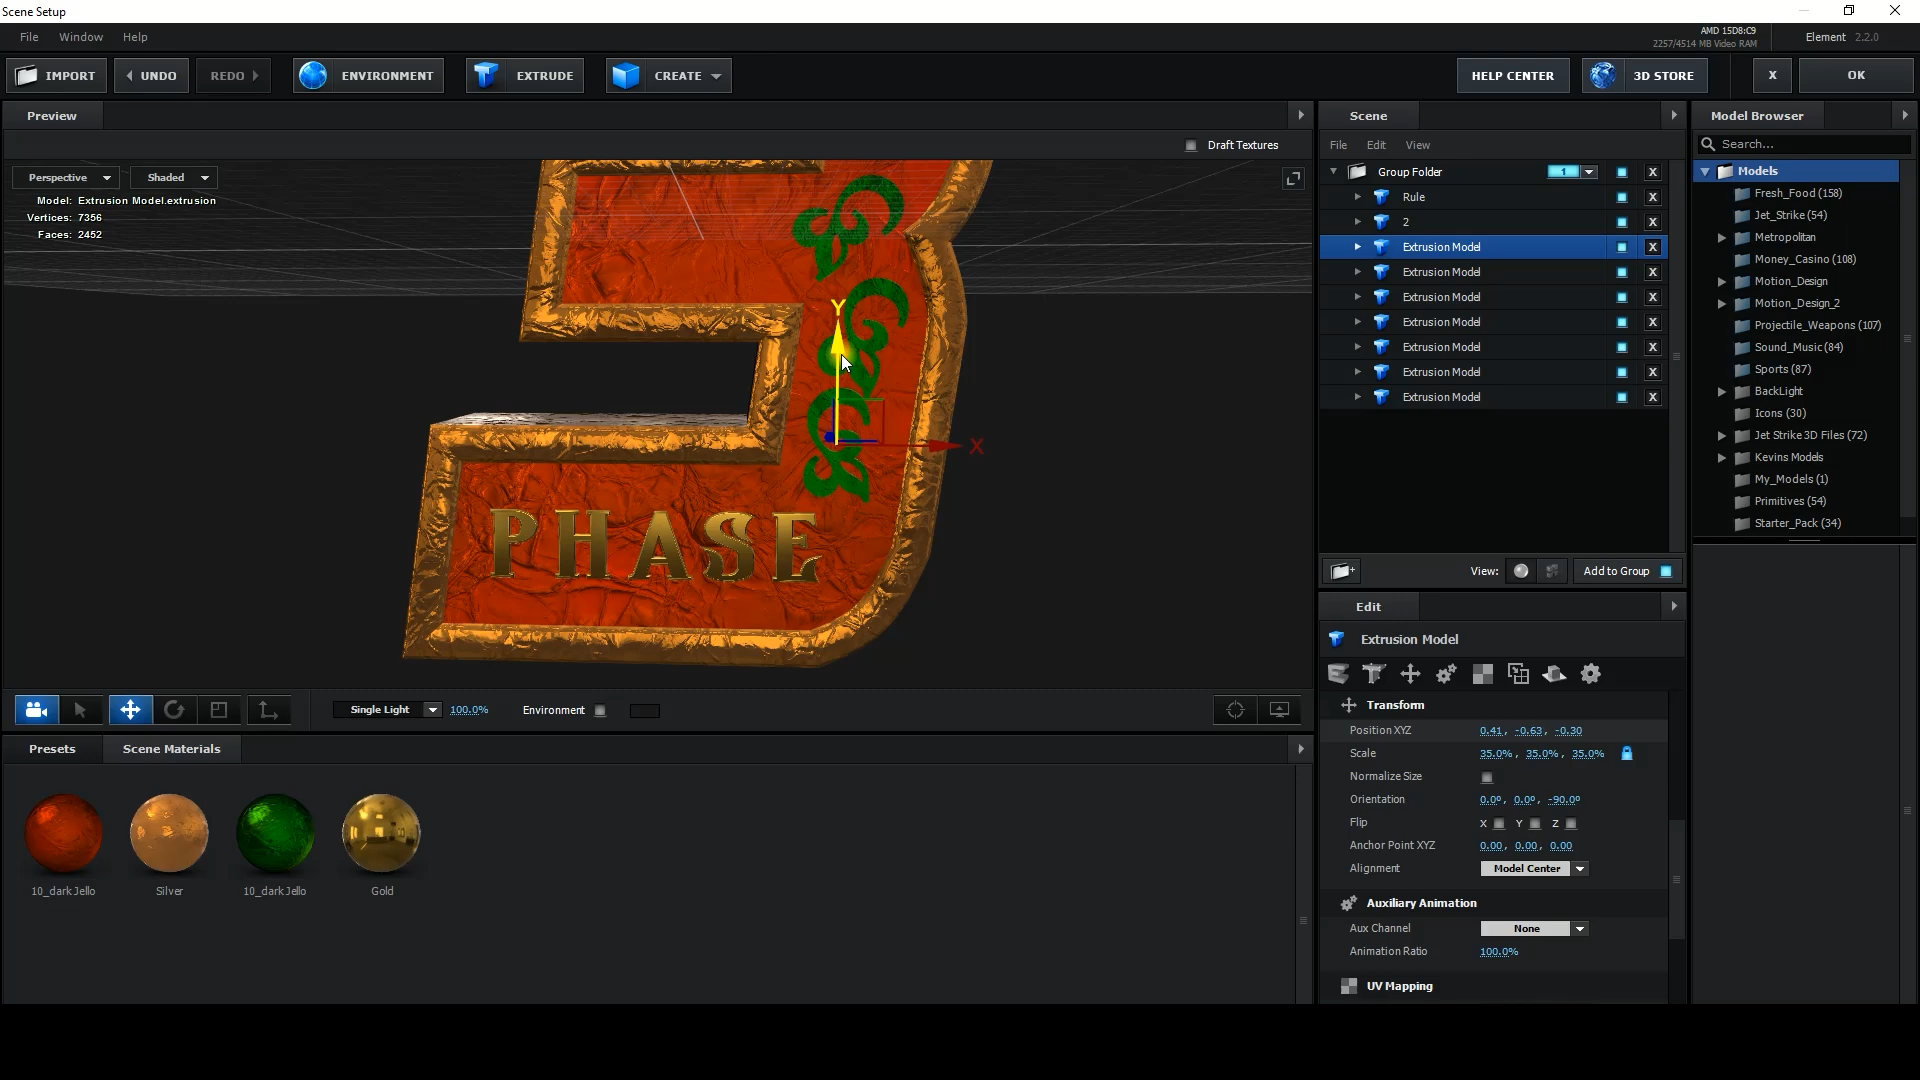 Scene Setup
File Window Help
AMD 15D8:C9
2257/4514 MB Video RAM
Element 2.2.0
IMPORT UNDO REDO ENVIRONMENT EXTRUDE CREATE HELP CENTER 3D STORE X OK
Preview
Draft Textures
Perspective Shaded
Model: Extrusion Model.extrusion
Vertices: 7356
Faces: 2452
Y
X
PHASE
Single Light 100.0% Environment
Presets Scene Materials
10_dark Jello Silver 10_dark Jello Gold
Scene
File Edit View
Group Folder 1 X
Rule X
2 X
Extrusion Model X
Extrusion Model X
Extrusion Model X
Extrusion Model X
Extrusion Model X
Extrusion Model X
Extrusion Model X
View: Add to Group
Edit
Extrusion Model
Transform
Position XYZ 0.41, -0.63, -0.30
Scale 35.0%, 35.0%, 35.0%
Normalize Size
Orientation 0.0º, 0.0º, -90.0º
Flip X Y Z
Anchor Point XYZ 0.00, 0.00, 0.00
Alignment Model Center
Auxiliary Animation
Aux Channel None
Animation Ratio 100.0%
UV Mapping
Model Browser
Search...
Models
Fresh_Food (158)
Jet_Strike (54)
Metropolitan
Money_Casino (108)
Motion_Design
Motion_Design_2
Projectile_Weapons (107)
Sound_Music (84)
Sports (87)
BackLight
Icons (30)
Jet Strike 3D Files (72)
Kevins Models
My_Models (1)
Primitives (54)
Starter_Pack (34)